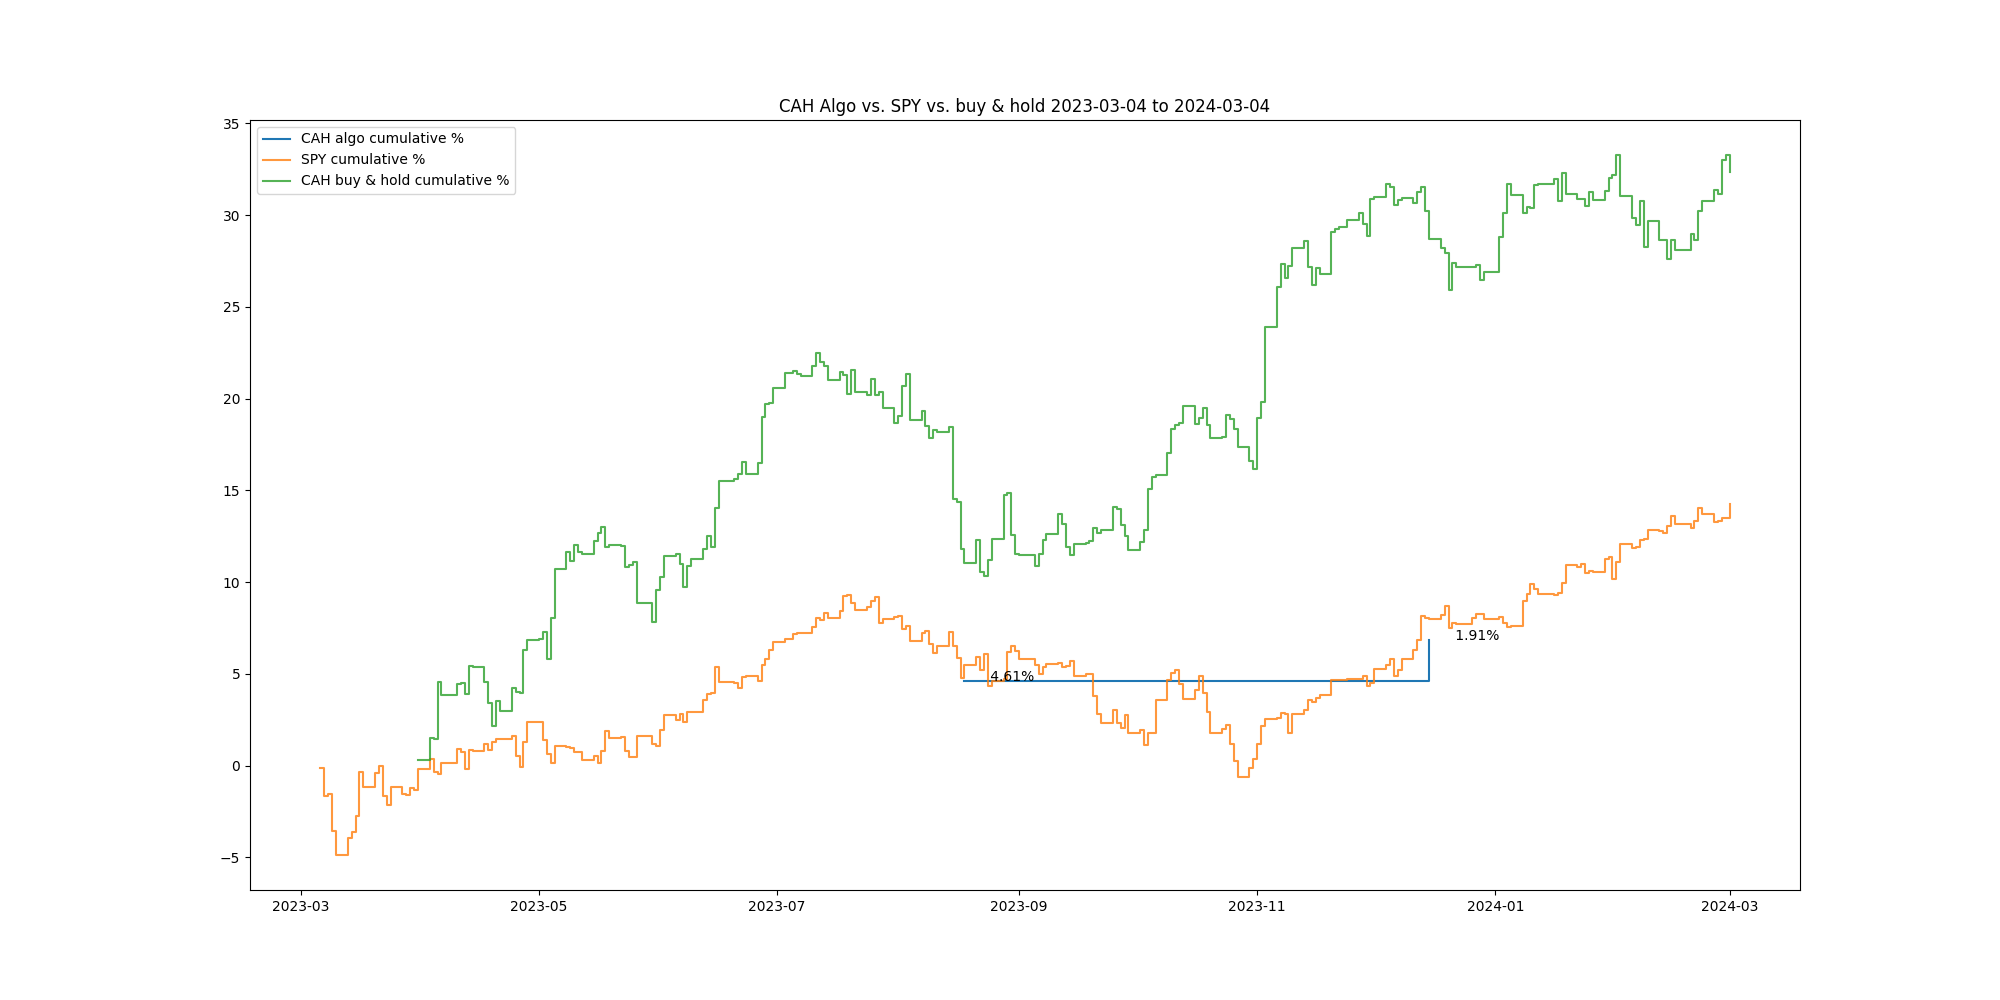 CAH Algo vs. SPY vs. buy & hold 2023-03-04 to 2024-03-04
CAH algo cumulative %
SPY cumulative %
CAH buy & hold cumulative %
35
30
25
20
15
10
5
0
−5
4.61%
1.91%
2023-03 2023-05 2023-07 2023-09 2023-11 2024-01 2024-03